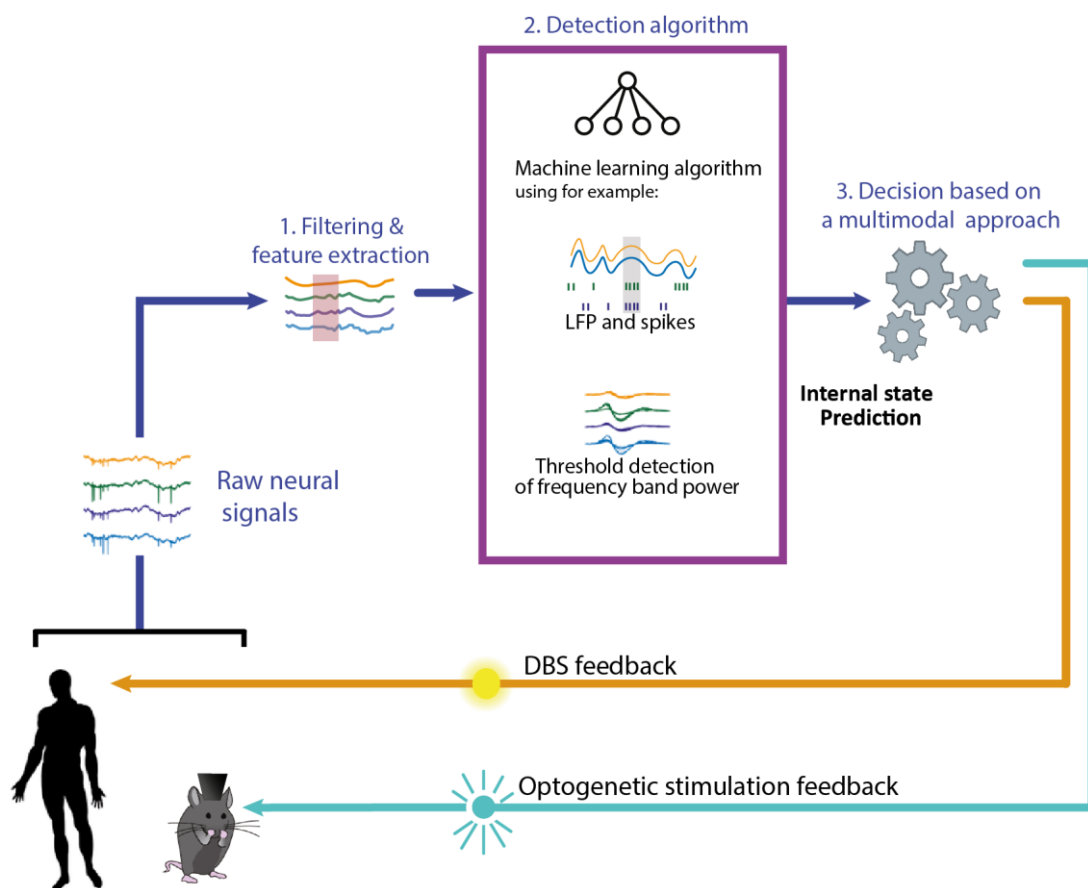 2. Detection algorithm
Machine learning algorithm
using for example:
LFP and spikes
Threshold detection
of frequency band power
1. Filtering &
feature extraction
3. Decision based on
a multimodal approach
Internal state
Prediction
Raw neural
signals
DBS feedback
Optogenetic stimulation feedback